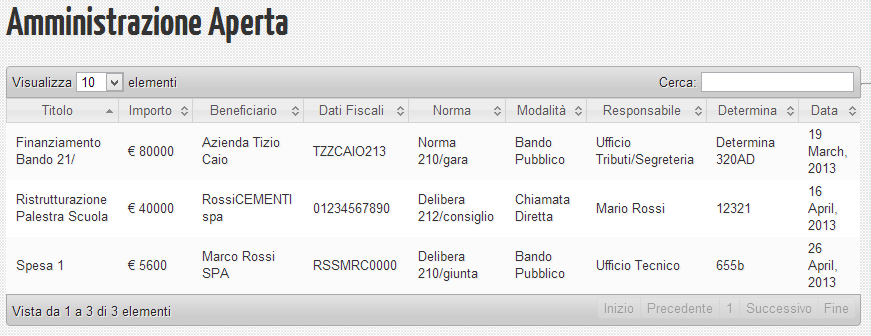 Amministrazione Aperta
Visualizza 10 elementi Cerca:
Titolo Importo Beneficiario Dati Fiscali Norma Modalità Responsabile Determina Data
Finanziamento Bando 21/ € 80000 Azienda Tizio Caio TZZCAIO213 Norma 210/gara Bando Pubblico Ufficio Tributi/Segreteria Determina 320AD 19 March, 2013
Ristrutturazione Palestra Scuola € 40000 RossiCEMENTI spa 01234567890 Delibera 212/consiglio Chiamata Diretta Mario Rossi 12321 16 April, 2013
Spesa 1 € 5600 Marco Rossi SPA RSSMRC0000 Delibera 210/giunta Bando Pubblico Ufficio Tecnico 655b 26 April, 2013
Vista da 1 a 3 di 3 elementi Inizio Precedente 1 Successivo Fine